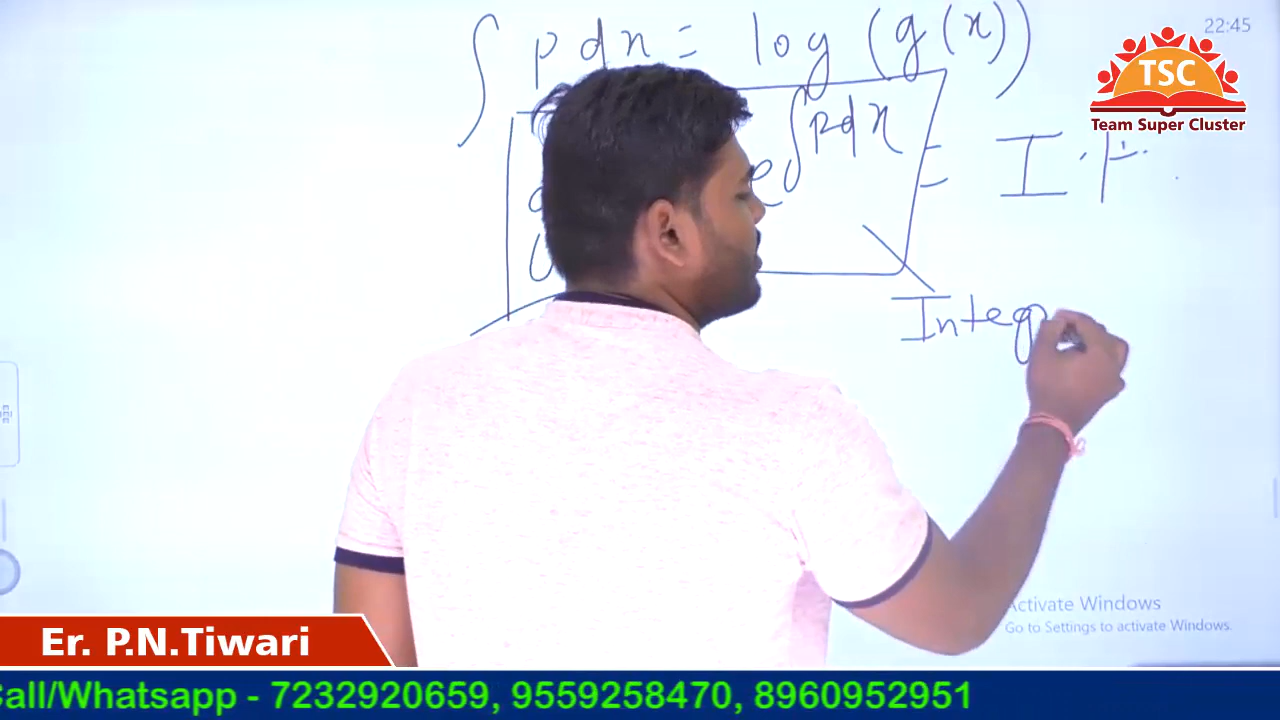 ∫ p dx = log (g(x))
22:45
TSC
Team Super Cluster
e^∫pdx = I.F.
Integ
Activate Windows
Go to Settings to activate Windows.
Er. P.N.Tiwari
Call/Whatsapp - 7232920659, 9559258470, 8960952951